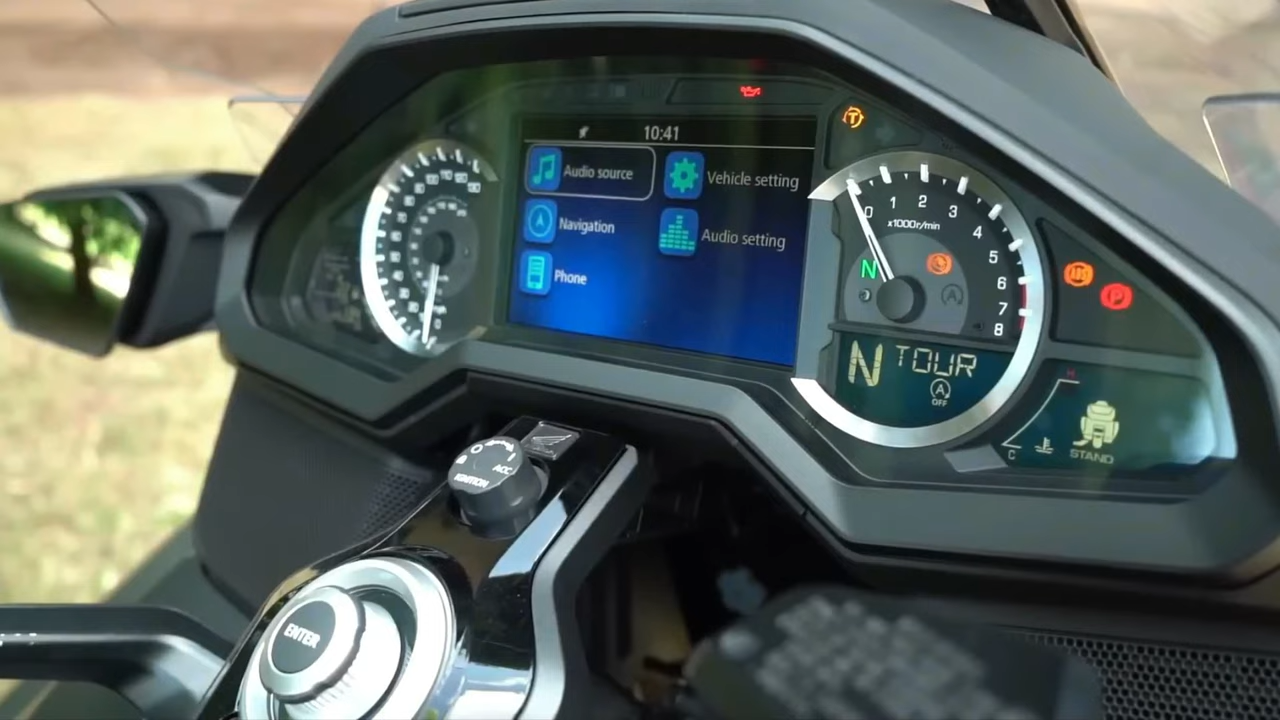 10:41
Audio source
Vehicle setting
Navigation
Audio setting
Phone
T
0 1 2 3 4 5 6 7 8
x1000r/min
N
A
ABS
P
N TOUR
A
OFF
H
C
STAND
ACC
IGNITION
ENTER